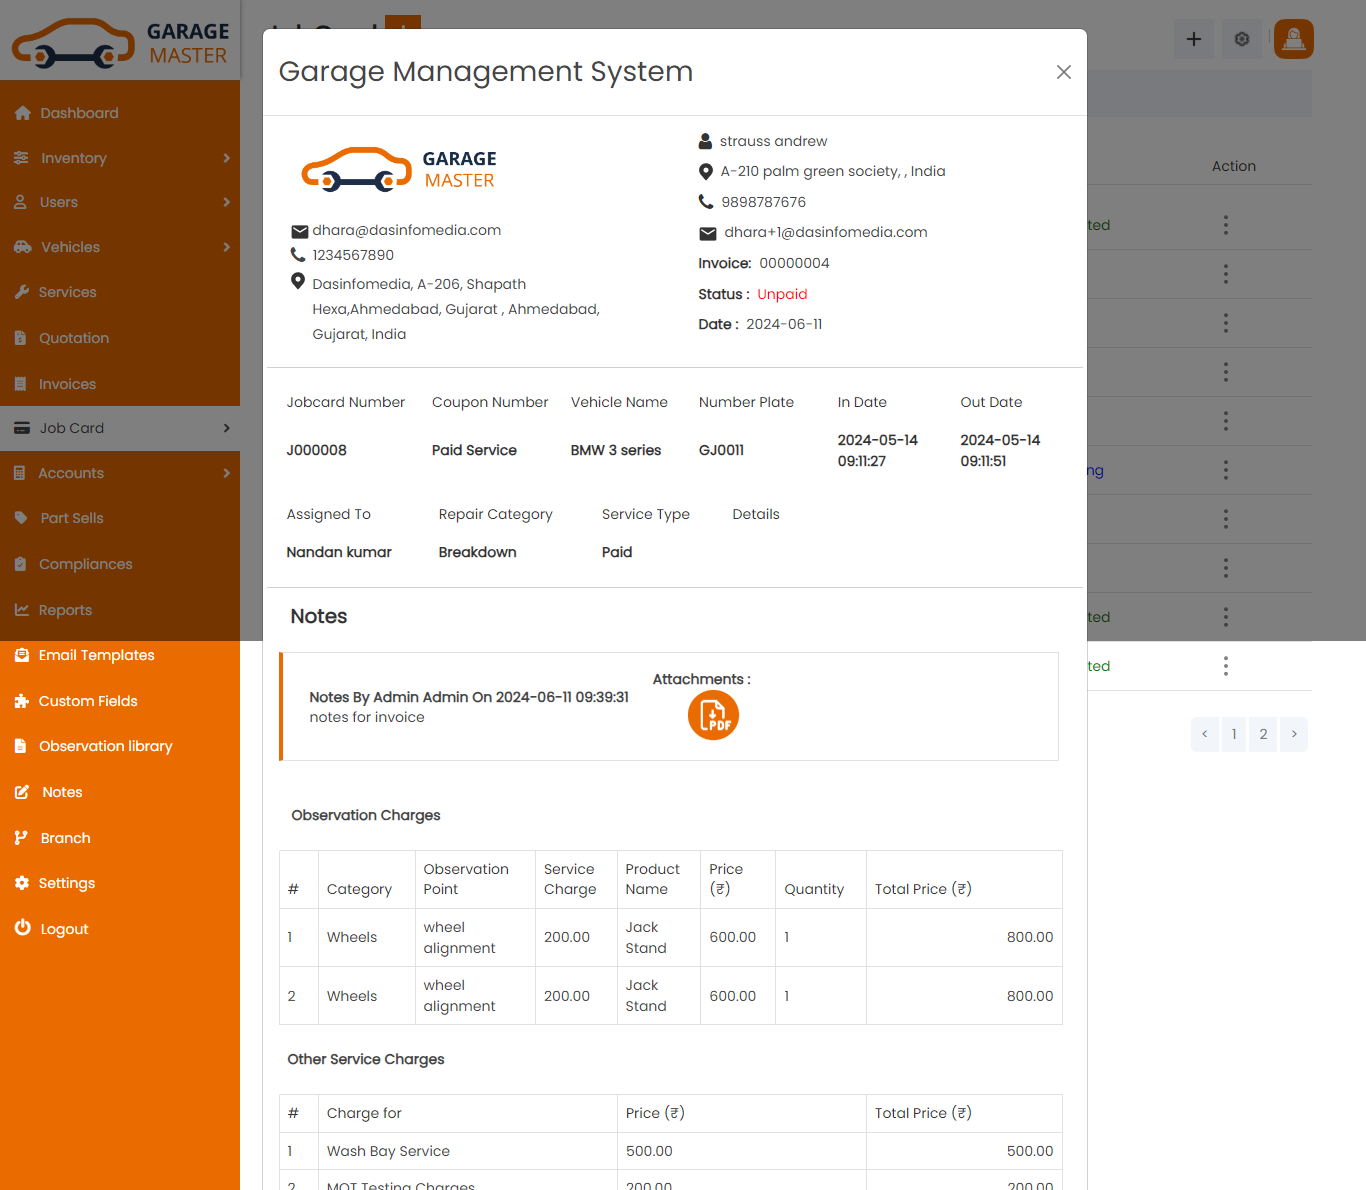 GARAGE
MASTER
Dashboard
Inventory
Users
Vehicles
Services
Quotation
Invoices
Job Card
Accounts
Part Sells
Compliances
Reports
Email Templates
Custom Fields
Observation library
Notes
Branch
Settings
Logout
Garage Management System
GARAGE
MASTER
dhara@dasinfomedia.com
1234567890
Dasinfomedia, A-206, Shapath
Hexa,Ahmedabad, Gujarat , Ahmedabad,
Gujarat, India
strauss andrew
A-210 palm green society, , India
9898787676
dhara+1@dasinfomedia.com
Invoice: 00000004
Status : Unpaid
Date : 2024-06-11
Jobcard Number Coupon Number Vehicle Name Number Plate In Date Out Date
J000008 Paid Service BMW 3 series GJ0011 2024-05-14 09:11:27 2024-05-14 09:11:51
Assigned To Repair Category Service Type Details
Nandan kumar Breakdown Paid
Notes
Notes By Admin Admin On 2024-06-11 09:39:31
notes for invoice
Attachments :
PDF
Observation Charges
# Category Observation Point Service Charge Product Name Price (₹) Quantity Total Price (₹)
1 Wheels wheel alignment 200.00 Jack Stand 600.00 1 800.00
2 Wheels wheel alignment 200.00 Jack Stand 600.00 1 800.00
Other Service Charges
# Charge for Price (₹) Total Price (₹)
1 Wash Bay Service 500.00 500.00
2 MOT Testing Charges 200.00 200.00
Action
ted
ng
ted
ted
< 1 2 >